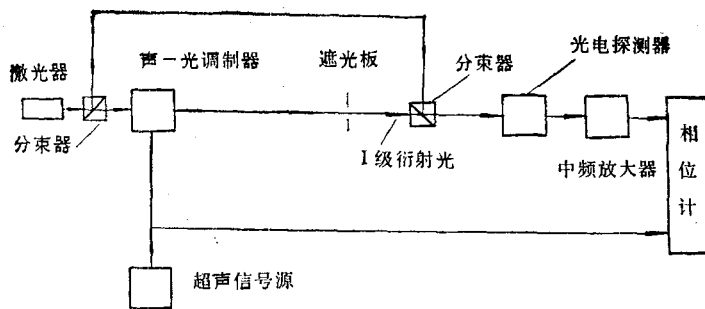 激光器
分束器
声－光调制器
遮光板
分束器
光电探测器
I级衍射光
中频放大器
相位计
超声信号源